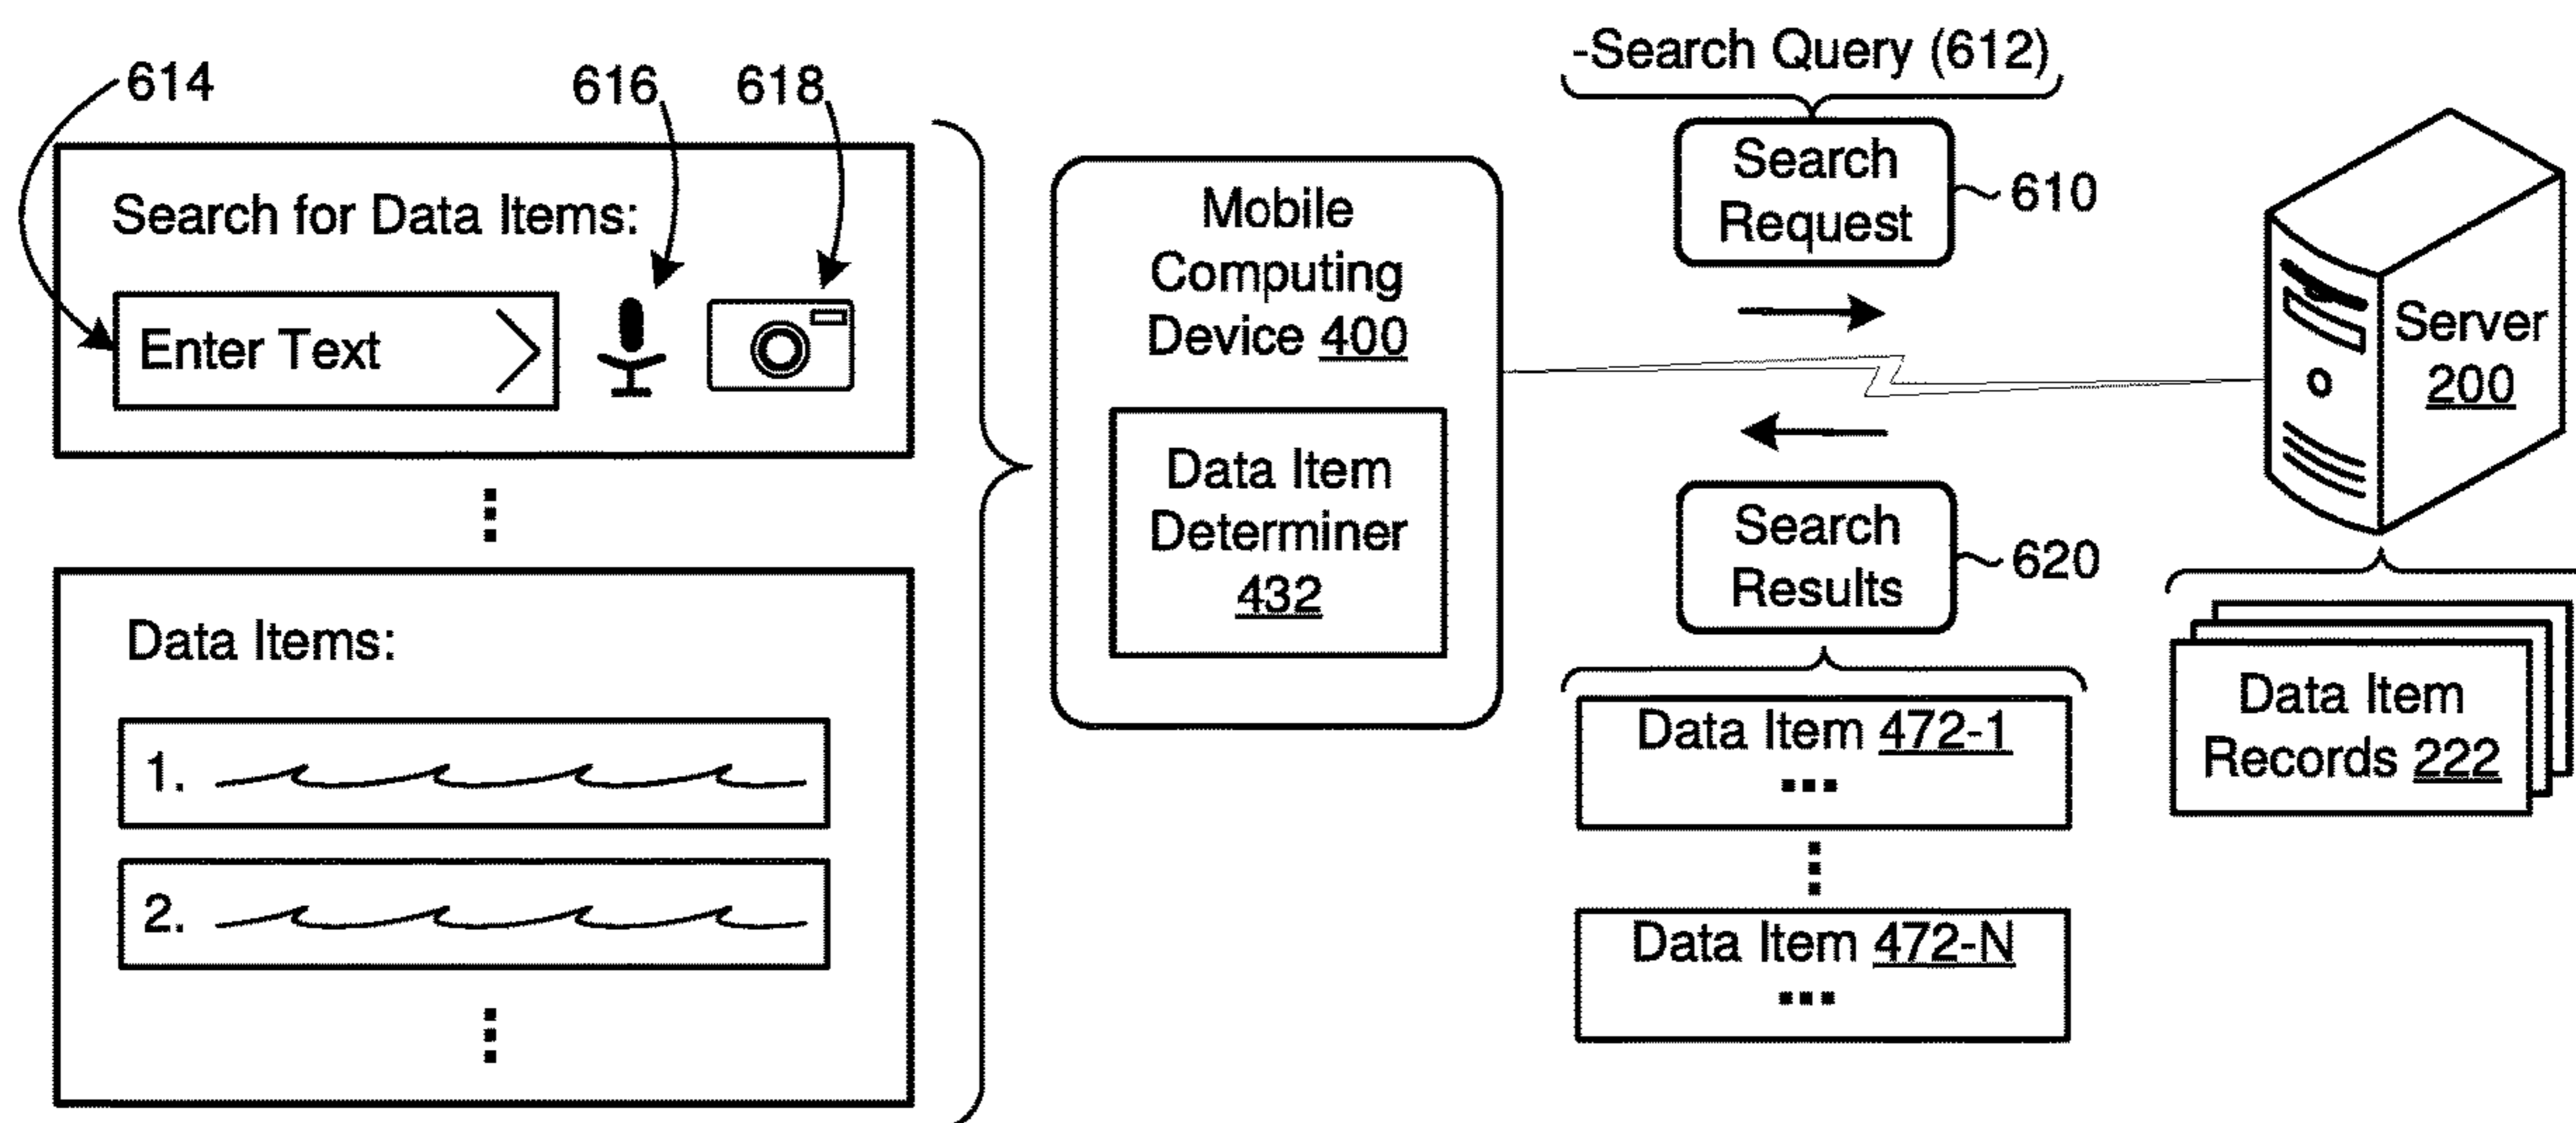 614
616
618
Search for Data Items:
Enter Text
Data Items:
1.
2.
Mobile
Computing
Device 400
Data Item
Determiner
432
-Search Query (612)
Search
Request
610
Search
Results
620
Data Item 472-1
...
Data Item 472-N
...
Server
200
Data Item
Records 222